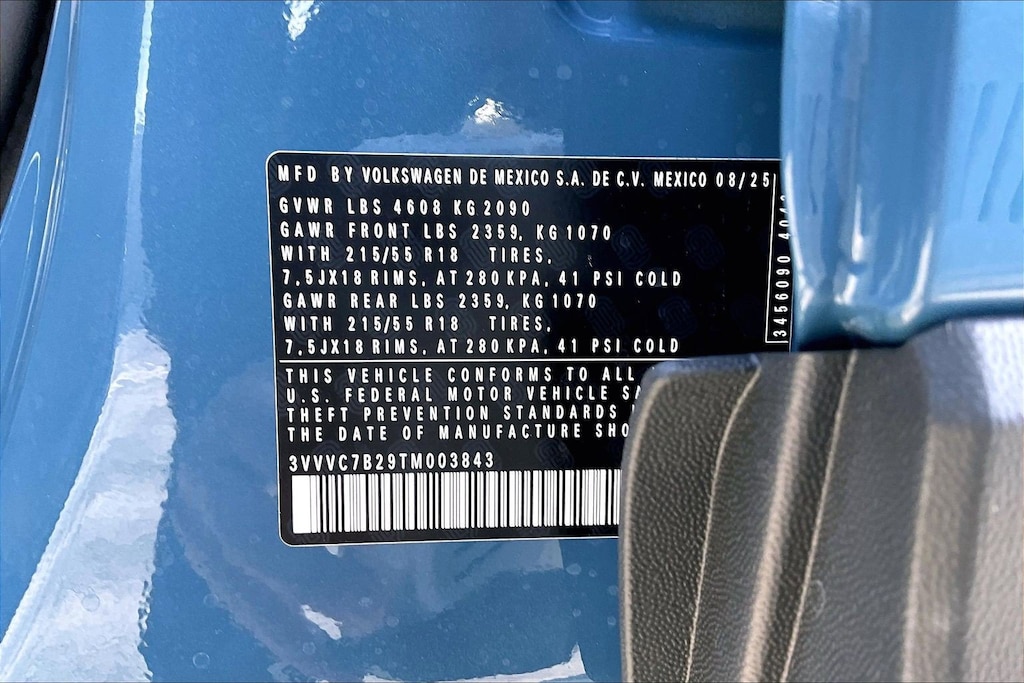 MFD BY VOLKSWAGEN DE MEXICO S.A. DE C.V. MEXICO 08/25
GVWR LBS 4608 KG 2090
GAWR FRONT LBS 2359, KG 1070
WITH 215/55 R18 TIRES,
7,5JX18 RIMS, AT 280 KPA, 41 PSI COLD
GAWR REAR LBS 2359, KG 1070
WITH 215/55 R18 TIRES,
7,5JX18 RIMS, AT 280 KPA, 41 PSI COLD
THIS VEHICLE CONFORMS TO ALL
U.S. FEDERAL MOTOR VEHICLE
THEFT PREVENTION STANDARDS
THE DATE OF MANUFACTURE
3VVVC7B29TM003843
3456090